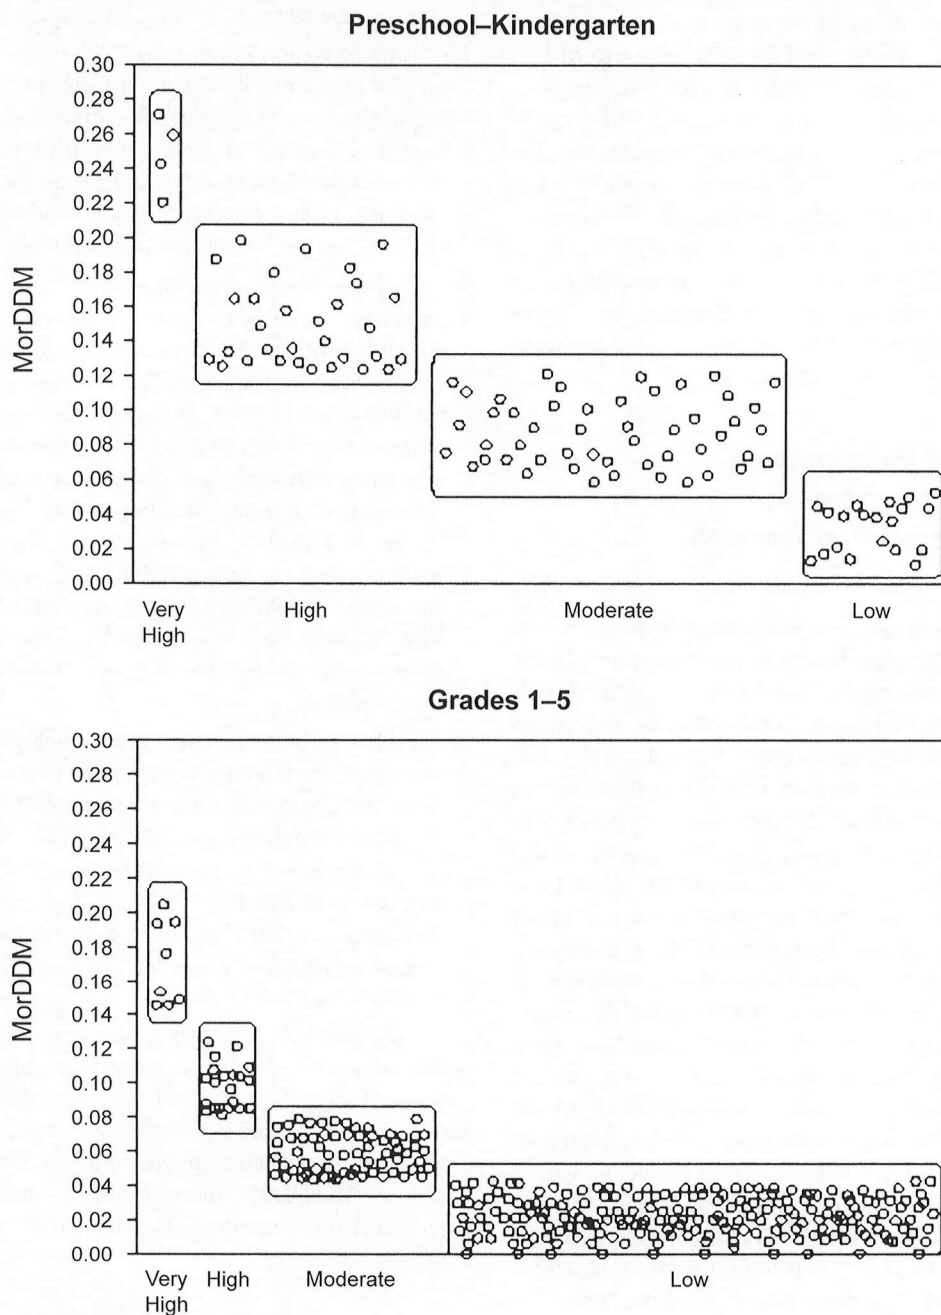 Preschool–Kindergarten
0.30
0.28
0.26
0.24
0.22
0.20
0.18
0.16
0.14
0.12
0.10
0.08
0.06
0.04
0.02
0.00
MorDDM
Very
High
High
Moderate
Low
Grades 1–5
0.30
0.28
0.26
0.24
0.22
0.20
0.18
0.16
0.14
0.12
0.10
0.08
0.06
0.04
0.02
0.00
MorDDM
Very
High
High
Moderate
Low